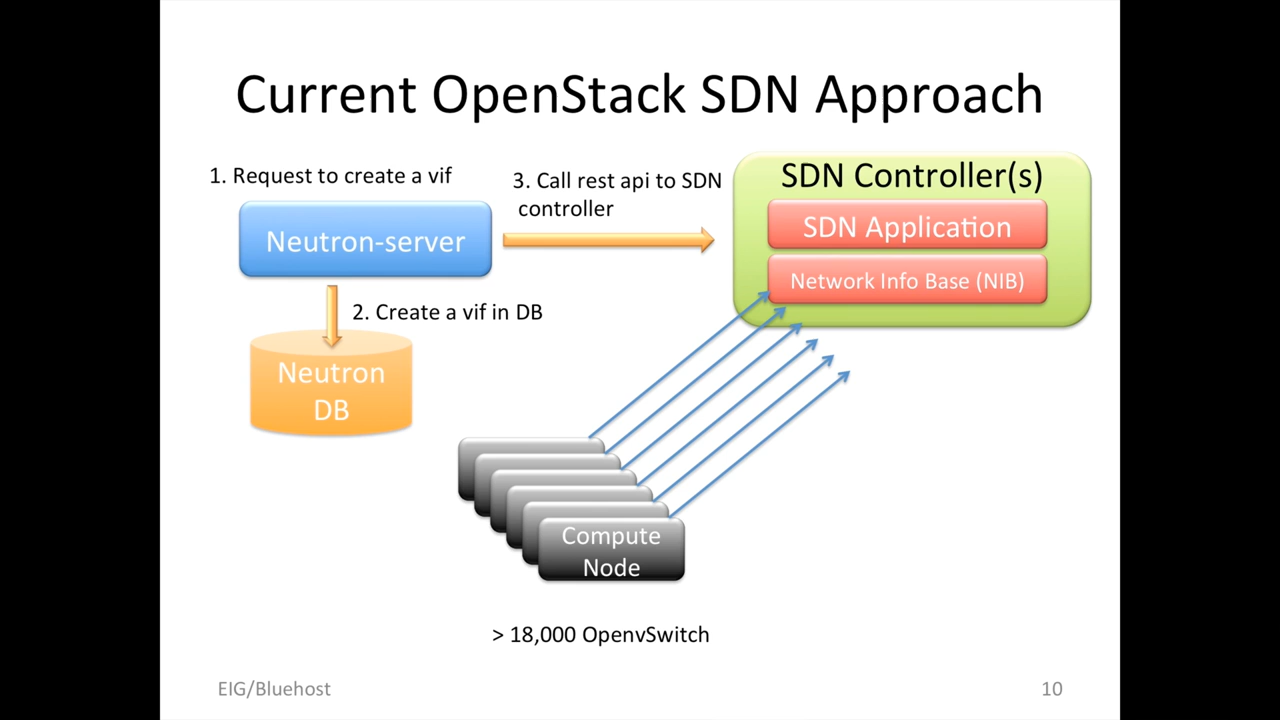 Current OpenStack SDN Approach
1. Request to create a vif
3. Call rest api to SDN
controller
SDN Controller(s)
SDN Application
Network Info Base (NIB)
Neutron-server
2. Create a vif in DB
Neutron
DB
Compute
Node
> 18,000 OpenvSwitch
EIG/Bluehost
10